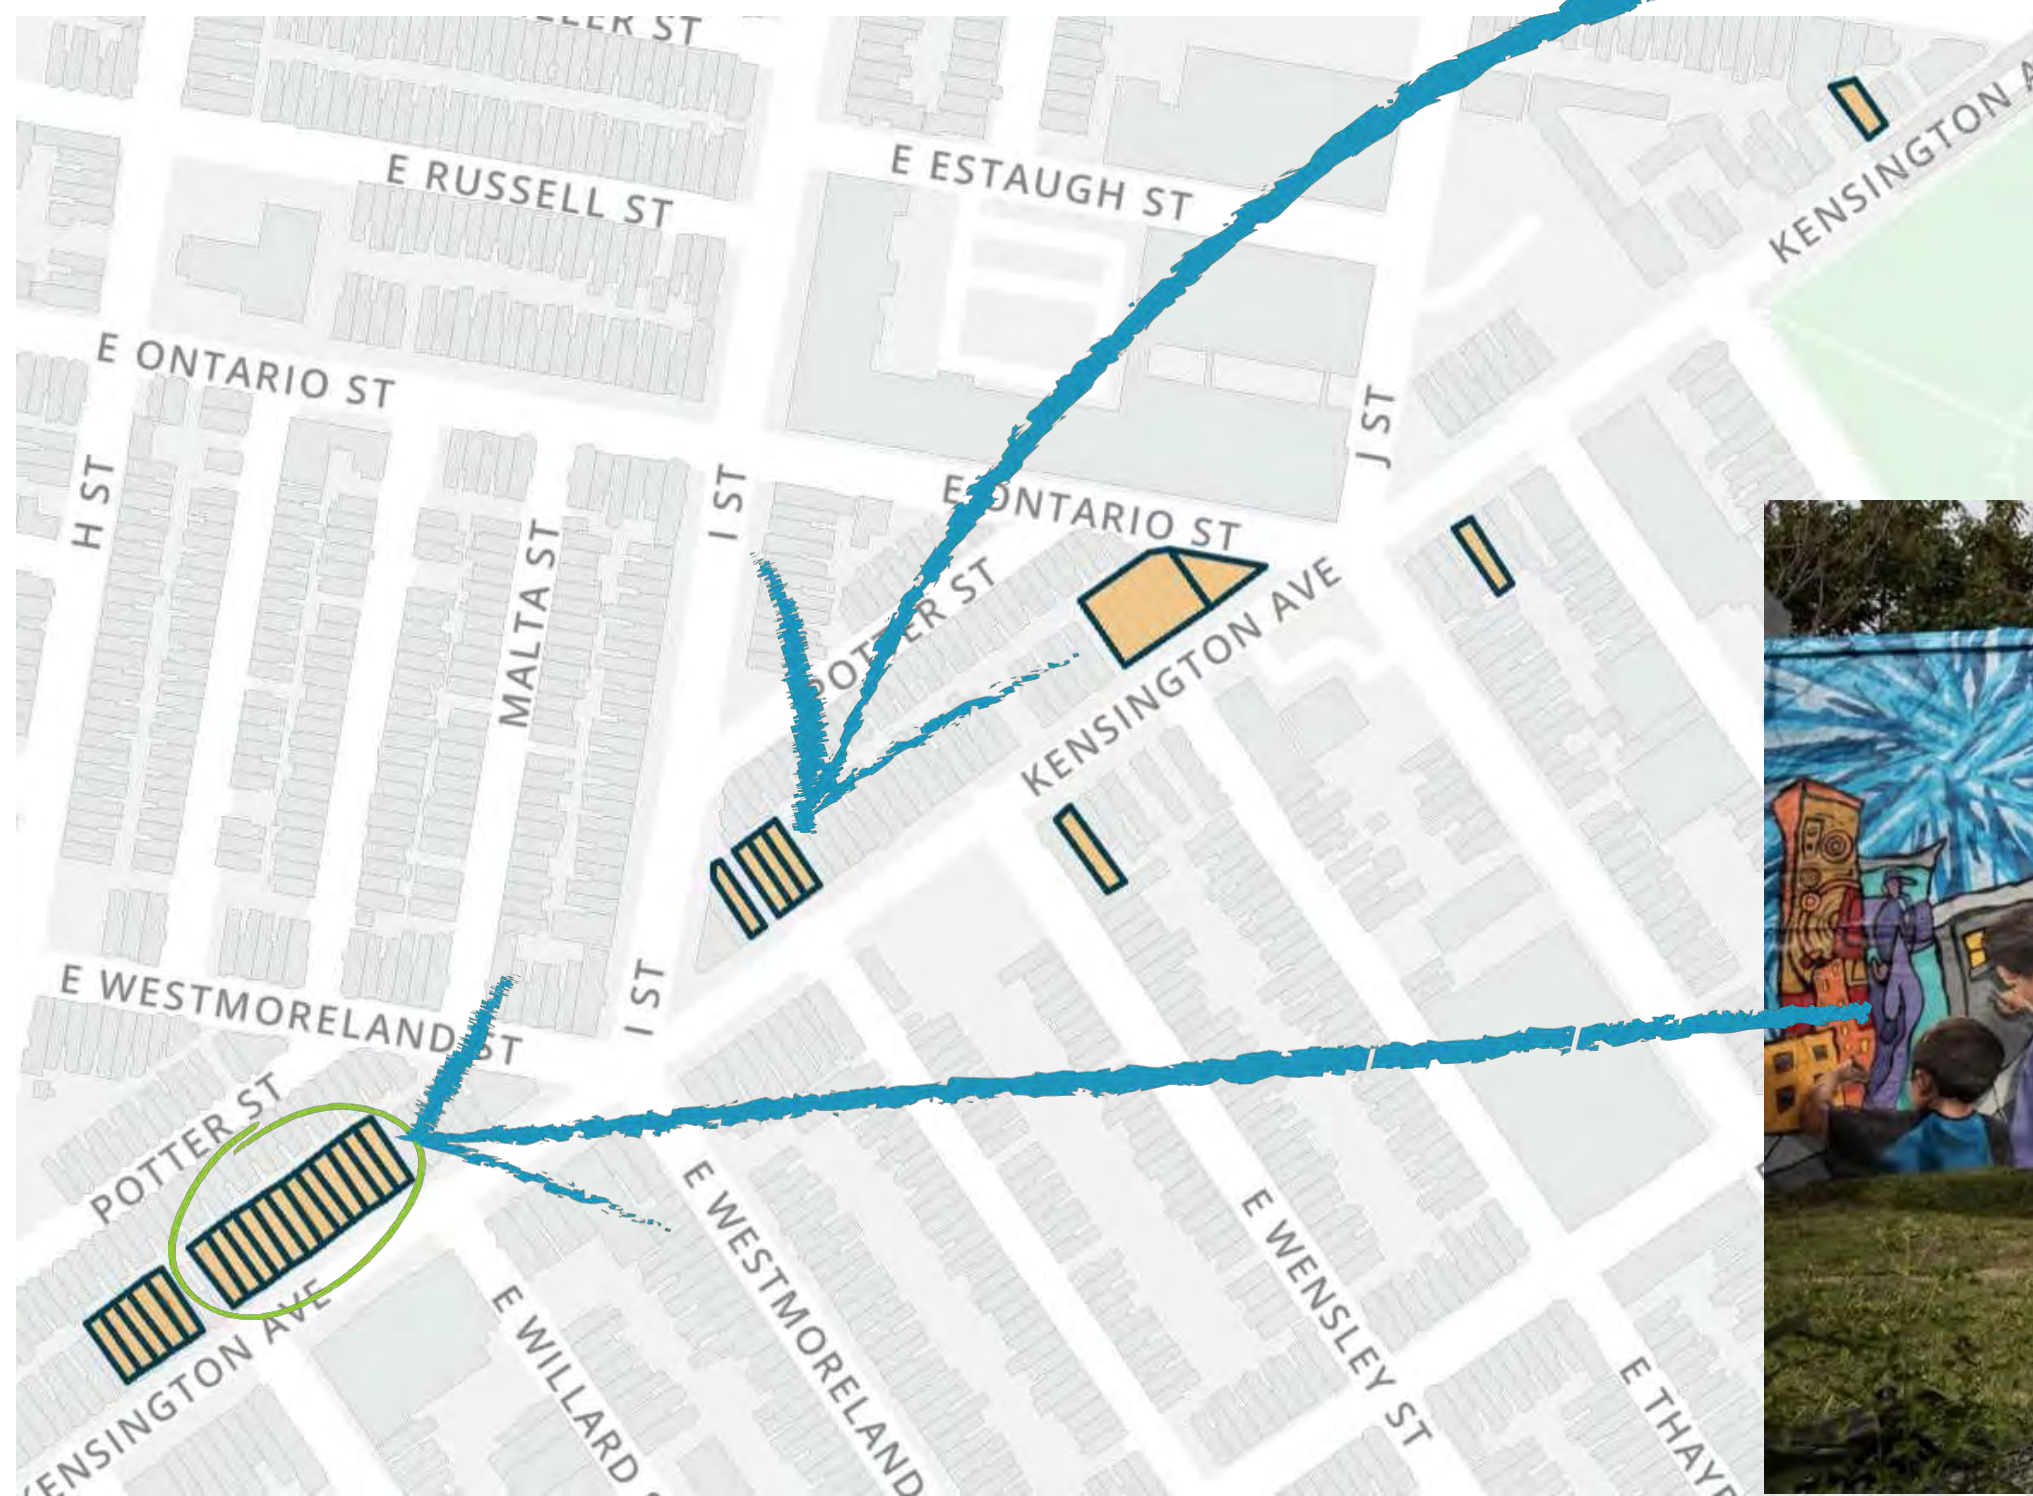 E RUSSELL ST
E ESTAUGH ST
KENSINGTON
E ONTARIO ST
H ST
MALTA ST
I ST
E ONTARIO ST
J ST
POTTER ST
KENSINGTON AVE
E WESTMORELAND ST
I ST
POTTER ST
KENSINGTON AVE
E WILLARD
E WESTMORELAND
E WENSLEY ST
E THAYE